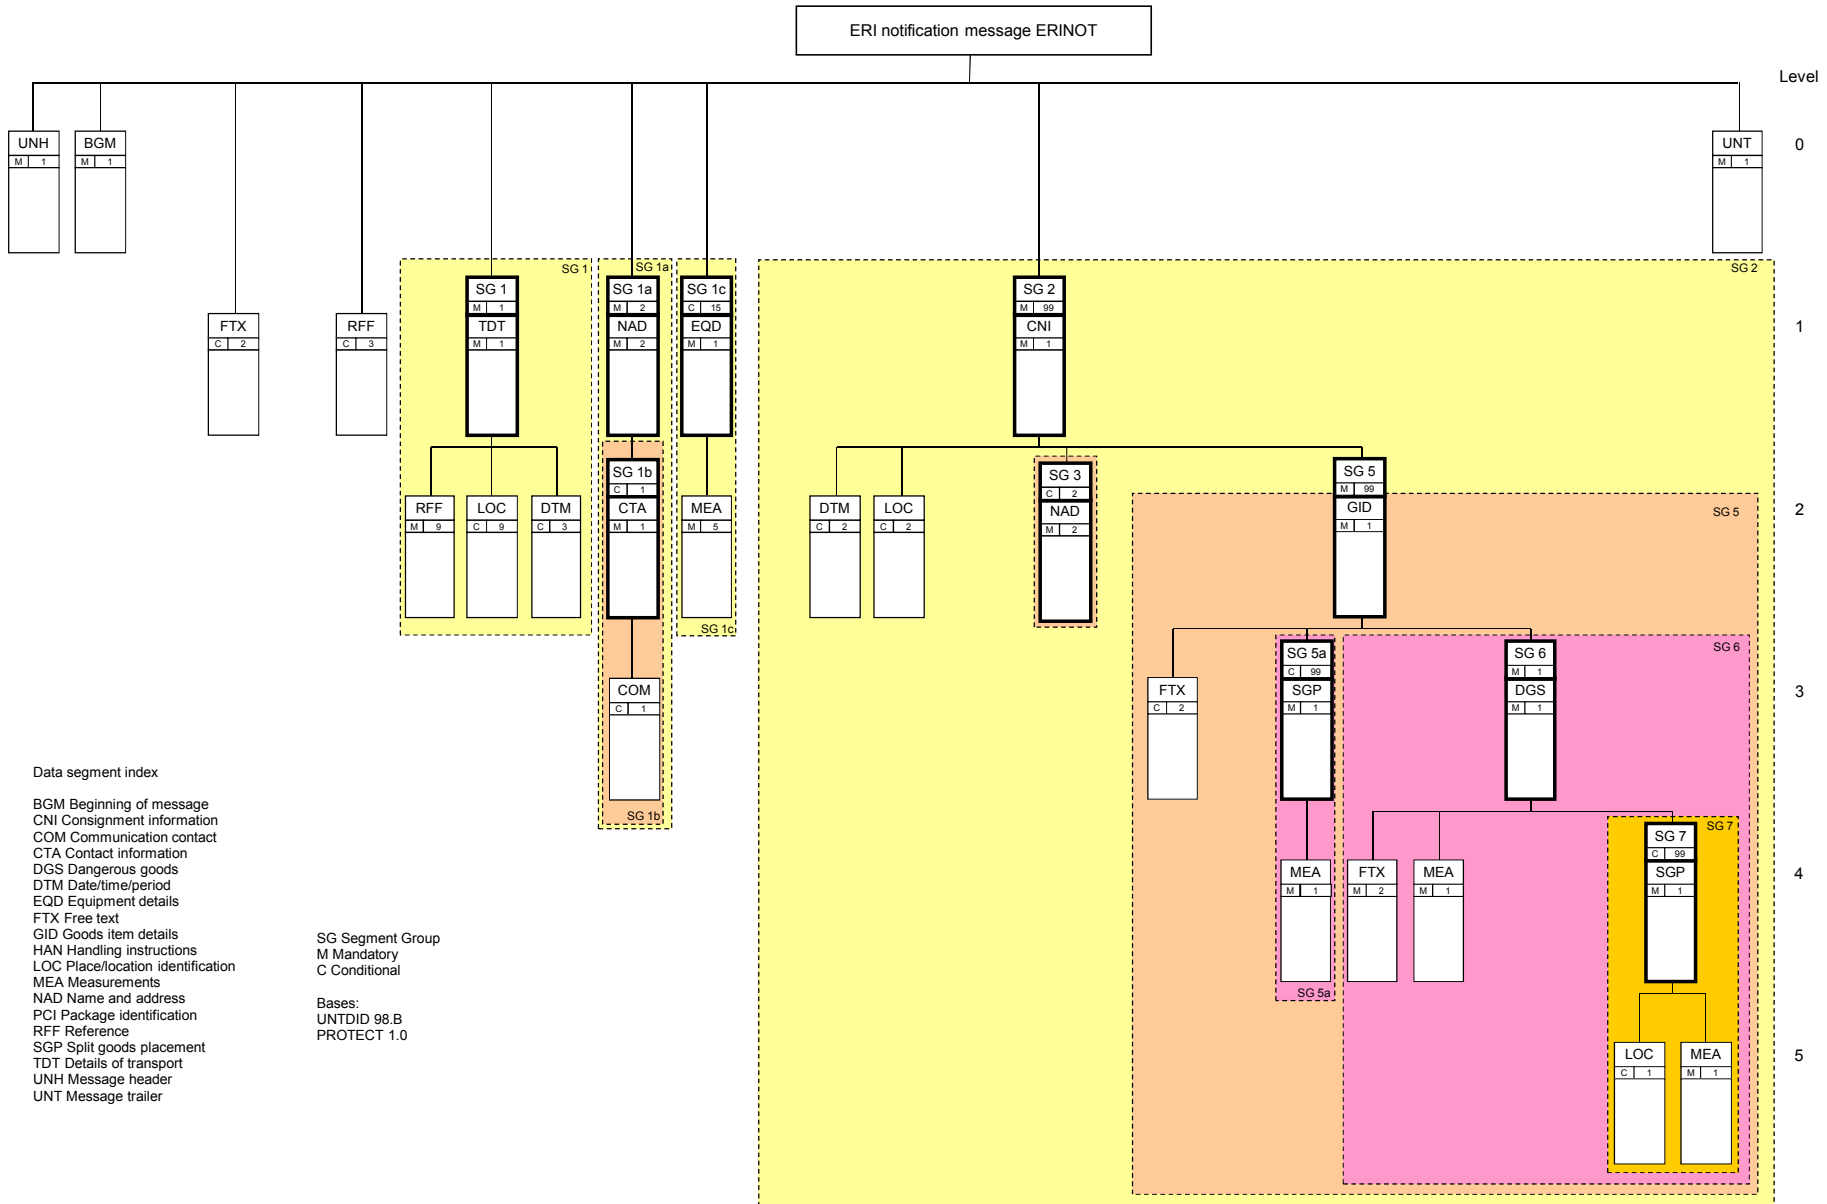 ERI notification message ERINOT
Level
UNH
M 1
BGM
M 1
UNT
M 1
0
SG 1
SG 1a
SG 2
SG 1
M 1
TDT
M 1
SG 1a
M 2
NAD
M 2
SG 1c
C 15
EQD
M 1
SG 2
M 99
CNI
M 1
FTX
C 2
RFF
C 3
1
RFF
M 9
LOC
C 9
DTM
C 3
SG 1b
C 1
CTA
M 1
MEA
M 5
DTM
C 2
LOC
C 2
SG 3
C 2
NAD
M 2
SG 5
M 99
GID
M 1
SG 5
2
SG 1c
COM
C 1
SG 1b
FTX
C 2
SG 5a
C 99
SGP
M 1
SG 6
M 1
DGS
M 1
SG 6
3
MEA
M 1
SG 5a
FTX
M 2
MEA
M 1
SG 7
C 99
SGP
M 1
SG 7
4
LOC
C 1
MEA
M 1
5
Data segment index
BGM Beginning of message
CNI Consignment information
COM Communication contact
CTA Contact information
DGS Dangerous goods
DTM Date/time/period
EQD Equipment details
FTX Free text
GID Goods item details
HAN Handling instructions
LOC Place/location identification
MEA Measurements
NAD Name and address
PCI Package identification
RFF Reference
SGP Split goods placement
TDT Details of transport
UNH Message header
UNT Message trailer
SG Segment Group
M Mandatory
C Conditional
Bases:
UNTDID 98.B
PROTECT 1.0